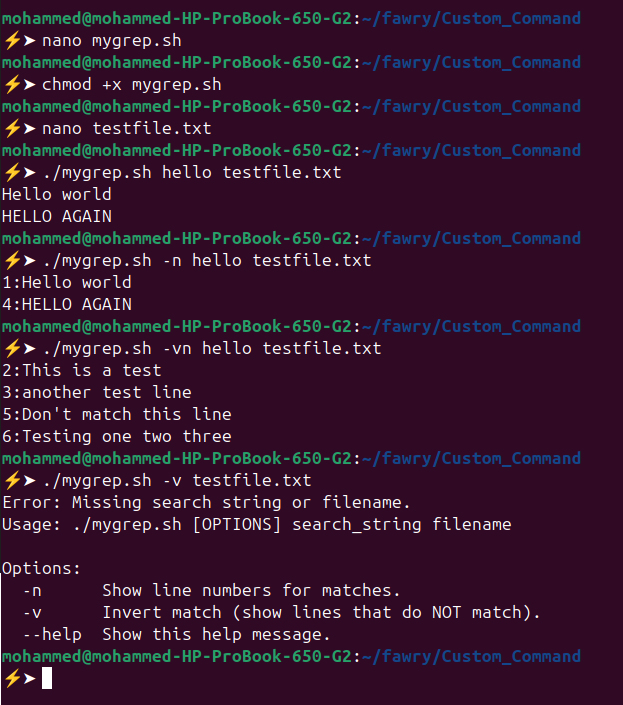 mohammed@mohammed-HP-ProBook-650-G2:~/fawry/Custom_Command
⚡➤ nano mygrep.sh
mohammed@mohammed-HP-ProBook-650-G2:~/fawry/Custom_Command
⚡➤ chmod +x mygrep.sh
mohammed@mohammed-HP-ProBook-650-G2:~/fawry/Custom_Command
⚡➤ nano testfile.txt
mohammed@mohammed-HP-ProBook-650-G2:~/fawry/Custom_Command
⚡➤ ./mygrep.sh hello testfile.txt
Hello world
HELLO AGAIN
mohammed@mohammed-HP-ProBook-650-G2:~/fawry/Custom_Command
⚡➤ ./mygrep.sh -n hello testfile.txt
1:Hello world
4:HELLO AGAIN
mohammed@mohammed-HP-ProBook-650-G2:~/fawry/Custom_Command
⚡➤ ./mygrep.sh -vn hello testfile.txt
2:This is a test
3:another test line
5:Don't match this line
6:Testing one two three
mohammed@mohammed-HP-ProBook-650-G2:~/fawry/Custom_Command
⚡➤ ./mygrep.sh -v testfile.txt
Error: Missing search string or filename.
Usage: ./mygrep.sh [OPTIONS] search_string filename

Options:
  -n      Show line numbers for matches.
  -v      Invert match (show lines that do NOT match).
  --help  Show this help message.
mohammed@mohammed-HP-ProBook-650-G2:~/fawry/Custom_Command
⚡➤